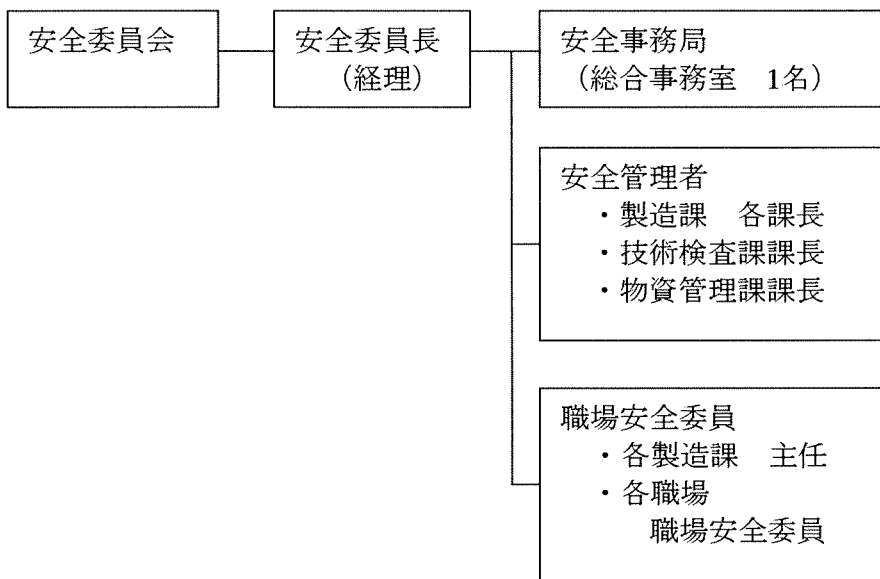 安全委員会
安全委員長
（経理）
安全事務局
（総合事務室　1名）
安全管理者
・製造課　各課長
・技術検査課課長
・物資管理課課長
職場安全委員
・各製造課　主任
・各職場
職場安全委員